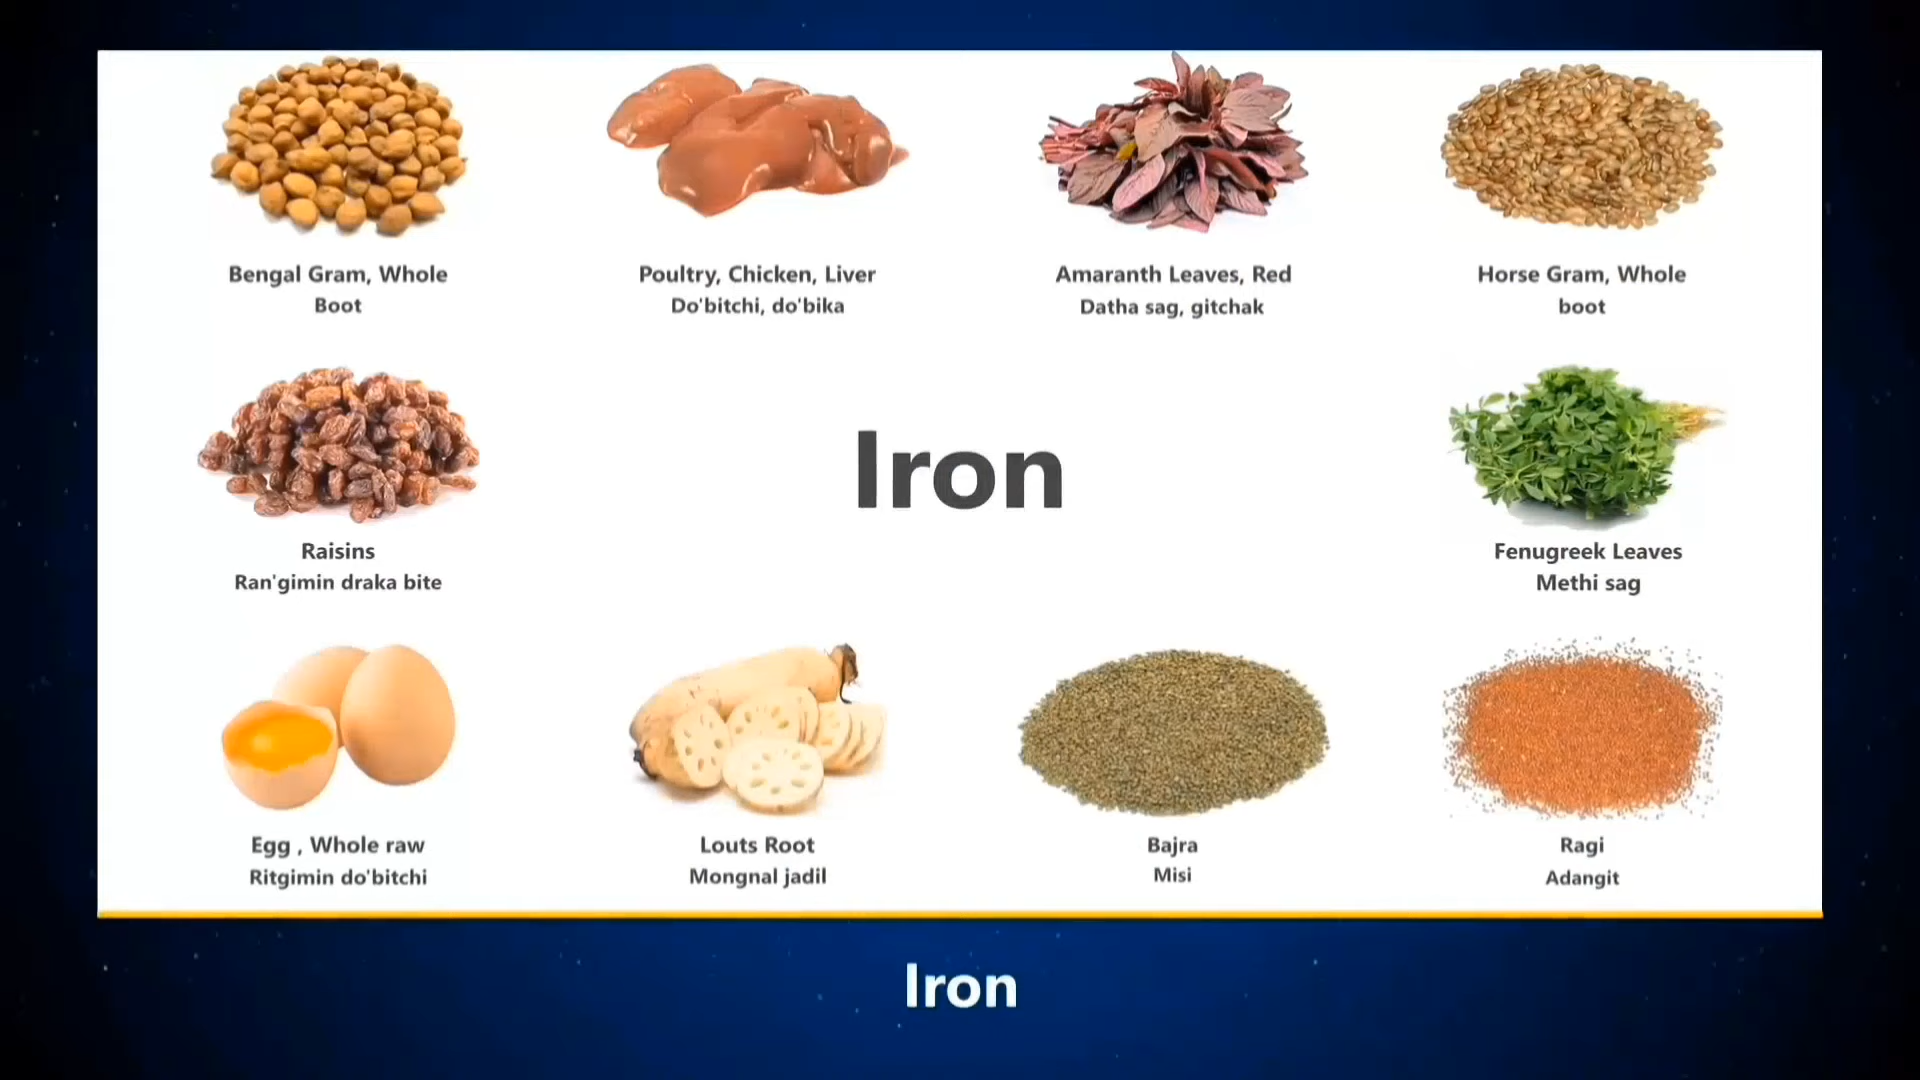 Bengal Gram, Whole
Boot
Poultry, Chicken, Liver
Do'bitchi, do'bika
Amaranth Leaves, Red
Datha sag, gitchak
Horse Gram, Whole
boot
Raisins
Ran'gimin draka bite
Iron
Fenugreek Leaves
Methi sag
Egg , Whole raw
Ritgimin do'bitchi
Louts Root
Mongnal jadil
Bajra
Misi
Ragi
Adangit
Iron